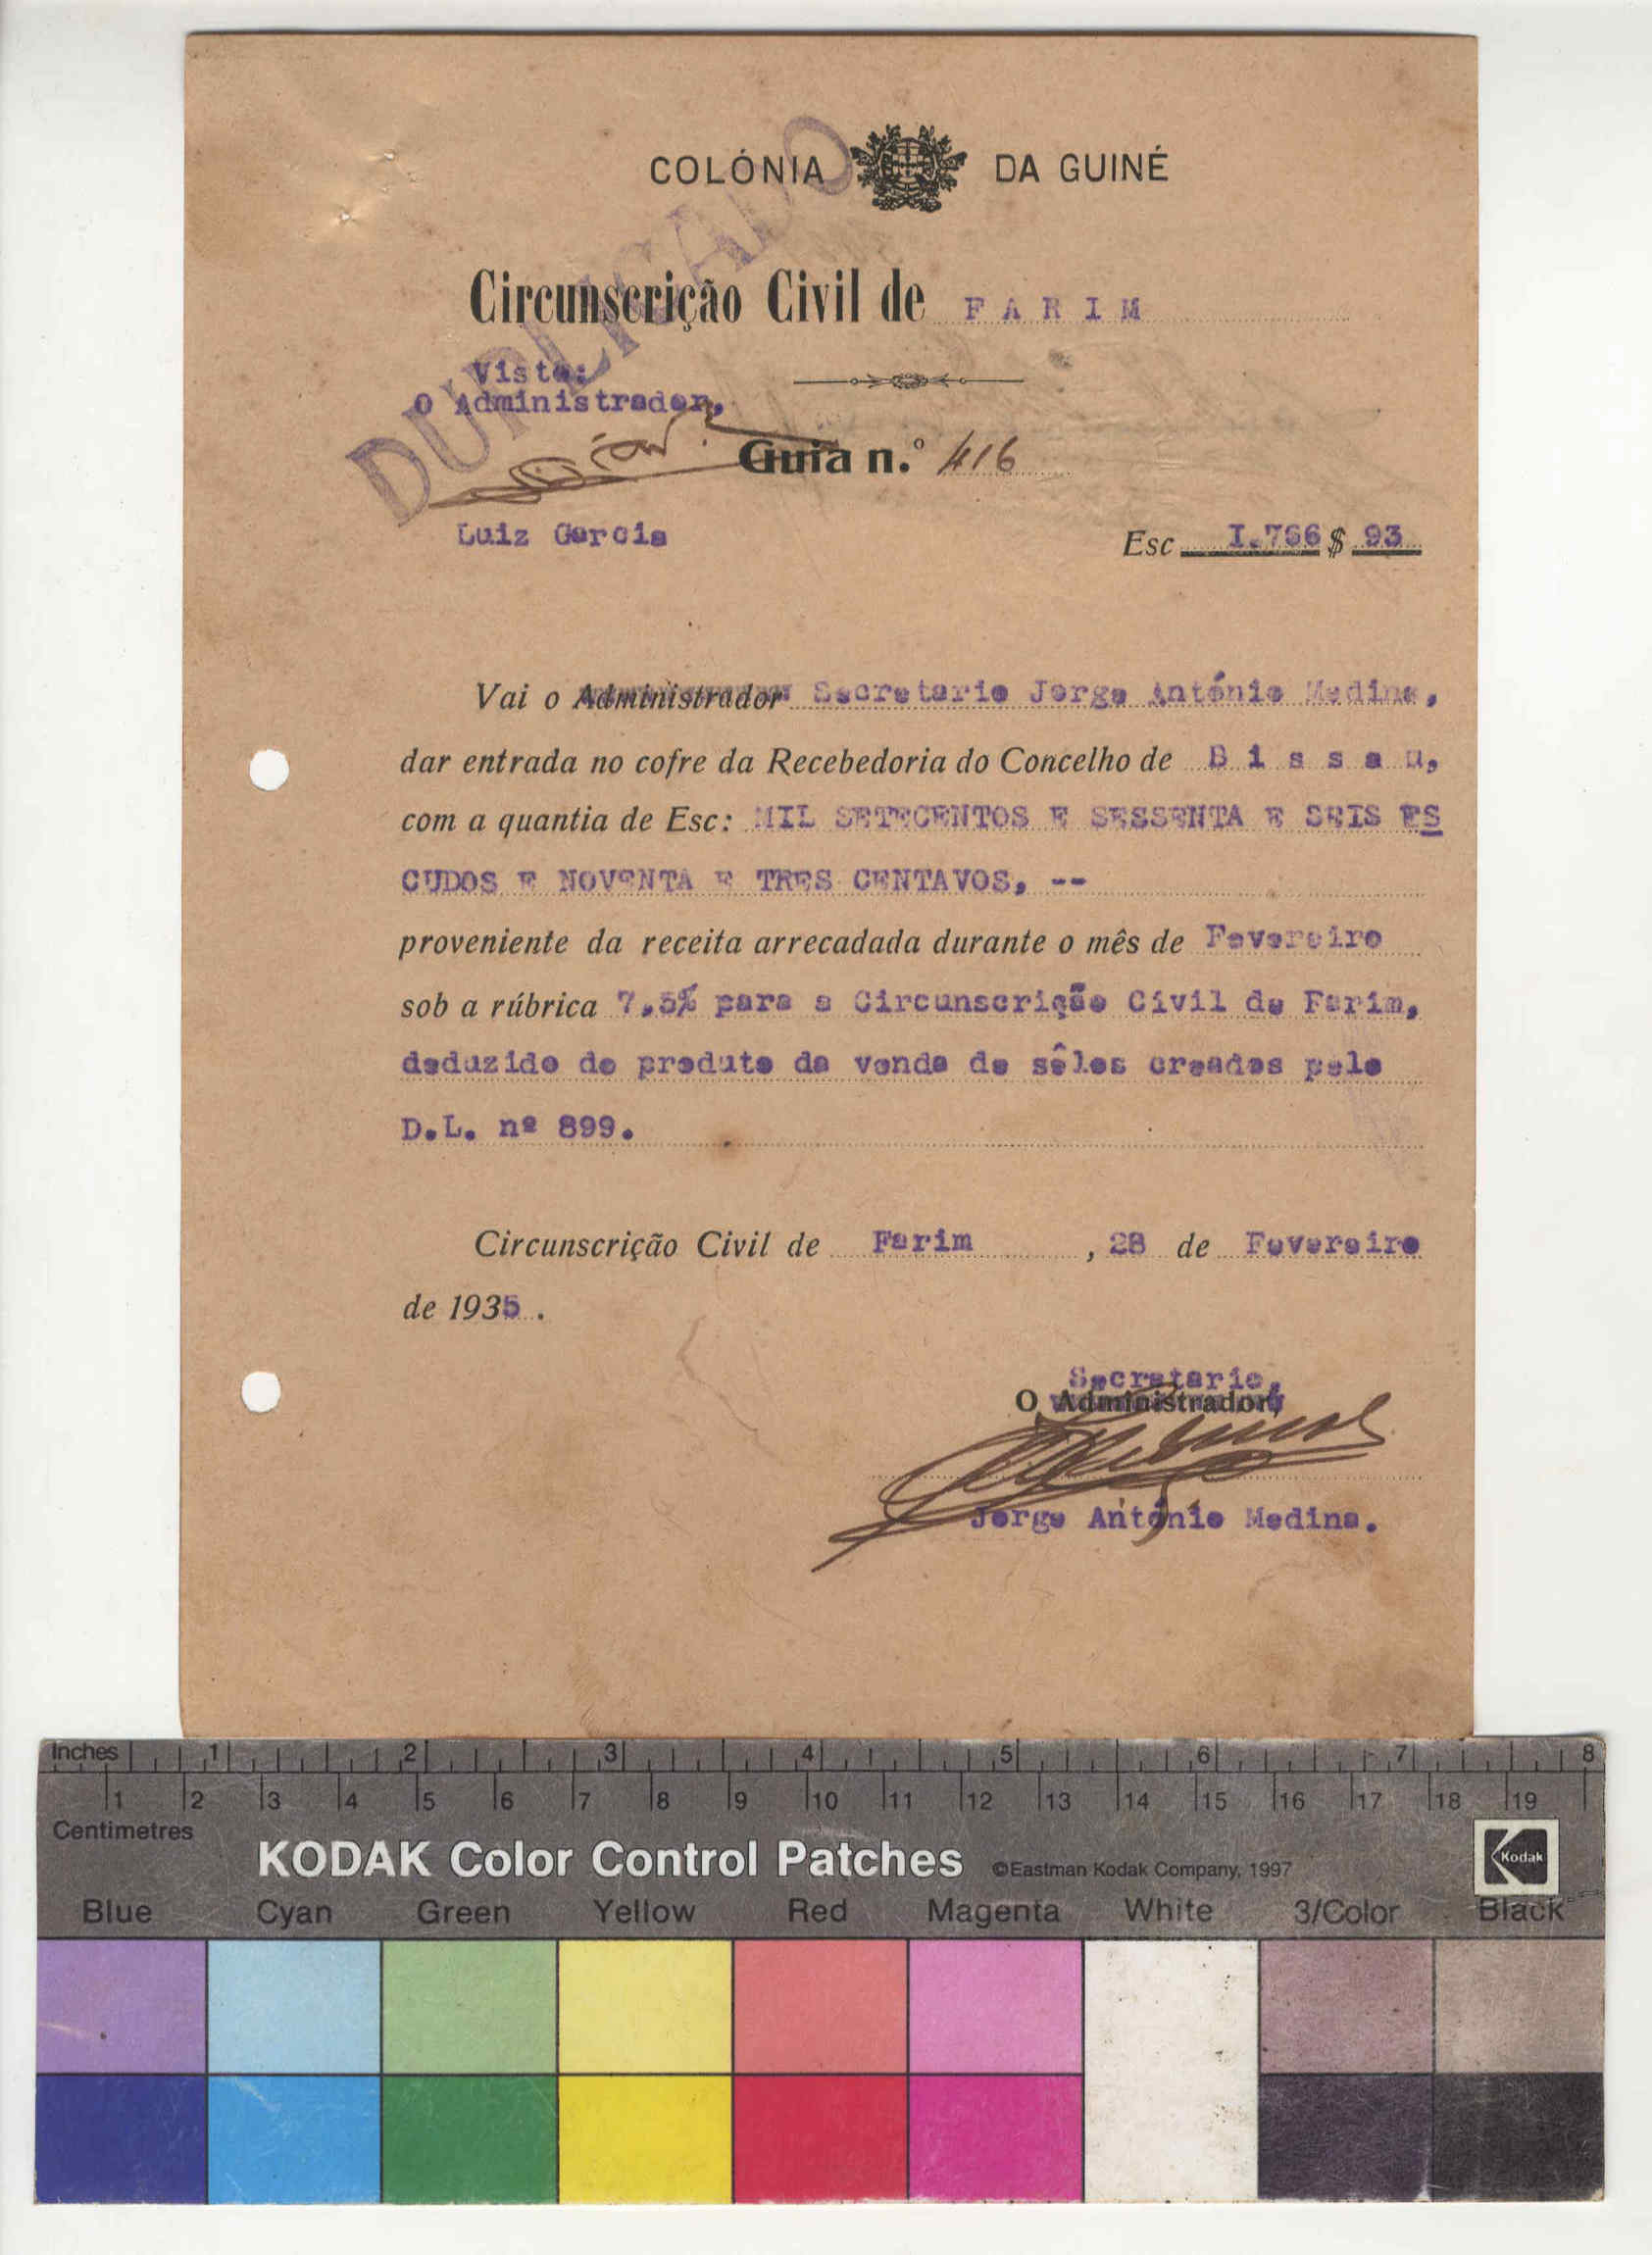 COLÓNIA DA GUINÉ
DUPLICADO
Circunscrição Civil de FARIM
Visto:
O Administrador,
Guia n.º 416
Luiz Garcia
Esc I.766 $ 93
Vai o Administrador Secretario Jorge António Medina,
dar entrada no cofre da Recebedoria do Concelho de Bissau,
com a quantia de Esc: MIL SETECENTOS E SESSENTA E SEIS ES
CUDOS E NOVENTA E TRES CENTAVOS, --
proveniente da receita arrecadada durante o mês de Fevereiro
sob a rúbrica 7,5% para a Circunscrição Civil de Farim,
deduzido do produto da venda de sêlos creados pelo
D.L. nº 899.
Circunscrição Civil de Farim, 28 de Fevereiro
de 1935.
Secretario,
O Administrador,
Jorge António Medina.
Inches 1 2 3 4 5 6 7 8
1 2 3 4 5 6 7 8 9 10 11 12 13 14 15 16 17 18 19
Centimetres
KODAK Color Control Patches ©Eastman Kodak Company, 1997 Kodak
Blue Cyan Green Yellow Red Magenta White 3/Color Black